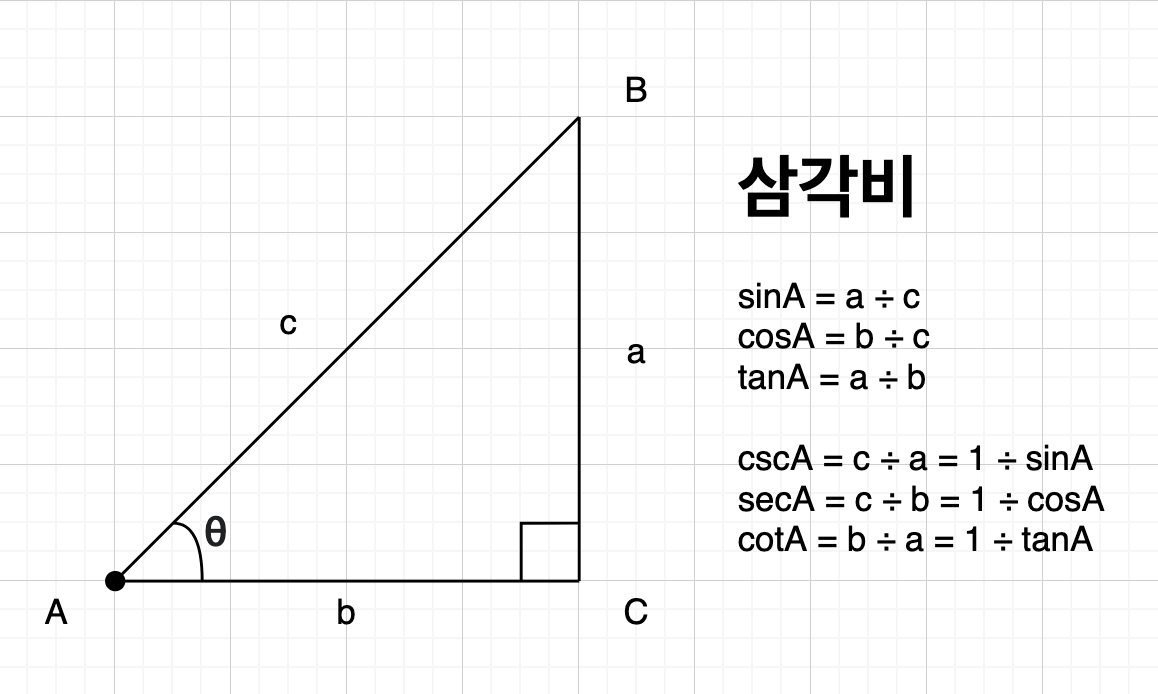 B
삼각비
sinA = a ÷ c
cosA = b ÷ c
tanA = a ÷ b
cscA = c ÷ a = 1 ÷ sinA
secA = c ÷ b = 1 ÷ cosA
cotA = b ÷ a = 1 ÷ tanA
c
a
θ
A
b
C